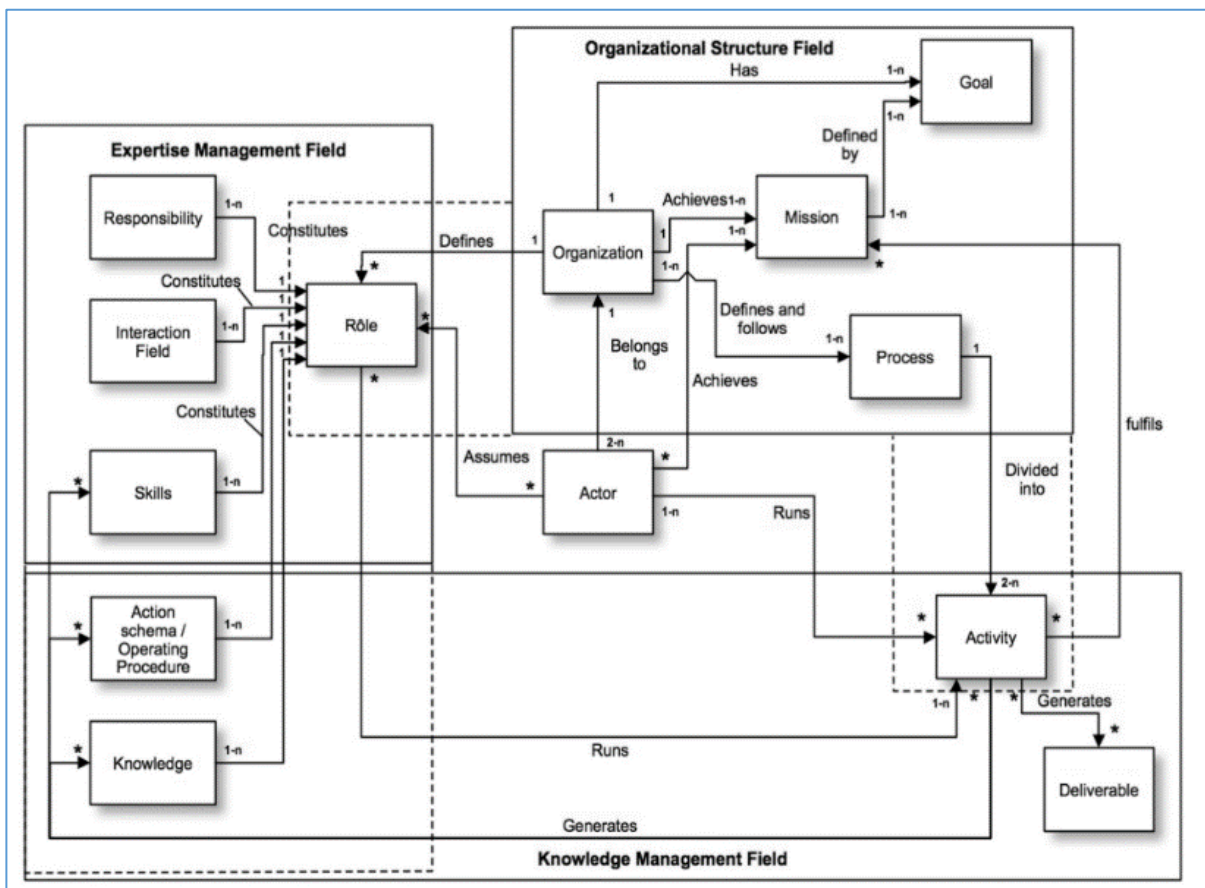 Organizational Structure Field
Has
1-n
Goal
1-n
Defined
by
Expertise Management Field
Responsibility
1-n
Constitutes
Achieves
1-n
Mission
1-n
1
1
Defines
1
Organization
1-n
*
*
Constitutes
1
1
1
1
1
Rôle
*
1-n
Defines and
follows
Interaction
Field
1-n
1
Belongs
to
1-n
Process
1
Achieves
*
Constitutes
fulfils
2-n
Skills
1-n
*
Assumes
*
Actor
*
1-n
Divided
into
Runs
2-n
Action
schema /
Operating
Procedure
1-n
*
*
Activity
*
1-n
*
*
Generates
*
Knowledge
1-n
*
Runs
Deliverable
Generates
Knowledge Management Field